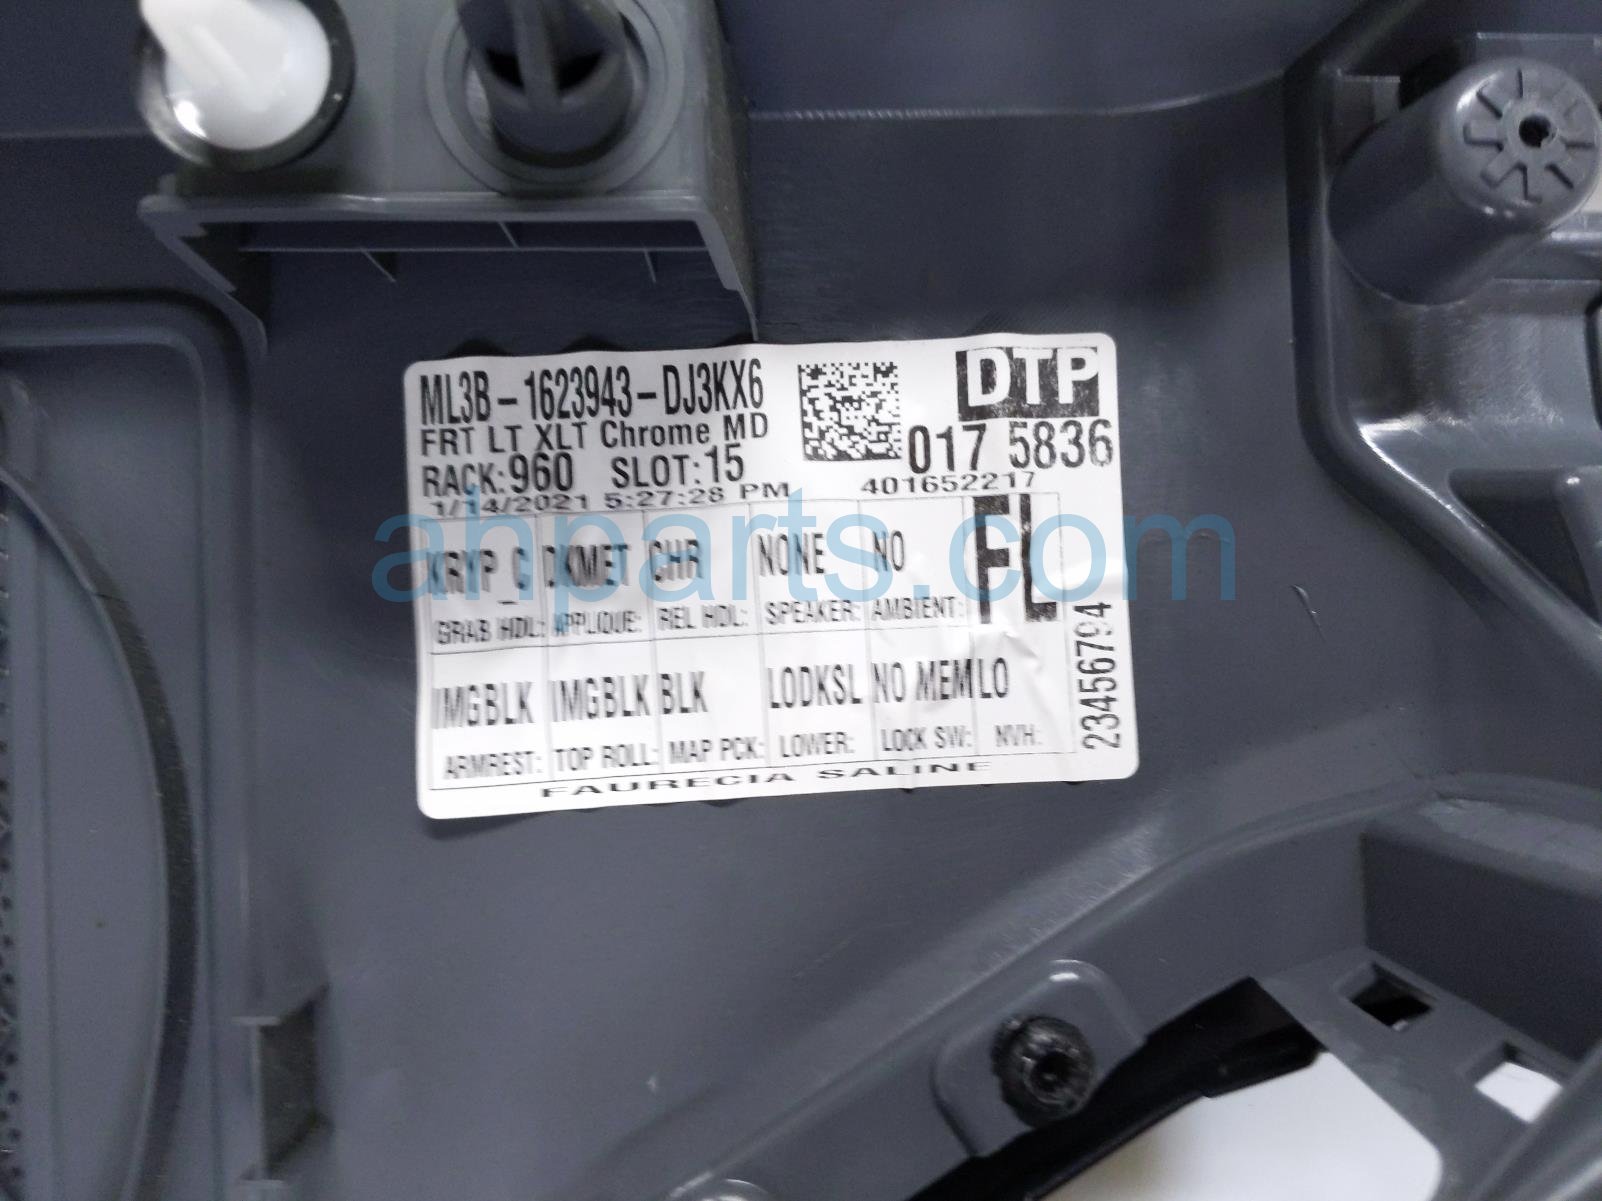 ML3B-1623943-DJ3KX6
FRT LT XLT Chrome MD
RACK:960 SLOT:15
1/14/2021 5:27:28 PM
DTP
017 5836
401652217
KRYP_C DKMET CHR NONE NO
GRAB HDL: APPLIQUE: REL HDL: SPEAKER: AMBIENT:
FL
IMGBLK IMGBLK BLK LODKSL NO MEM LO
ARMREST: TOP ROLL: MAP PCK: LOWER: LOCK SW: NVH:
23456794
FAURECIA SALINE
ahparts.com